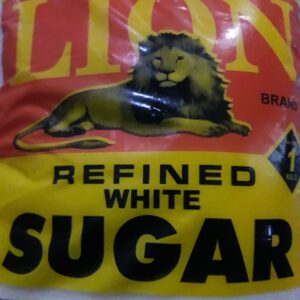 LION
BRAND
1
REFINED
WHITE
SUGAR